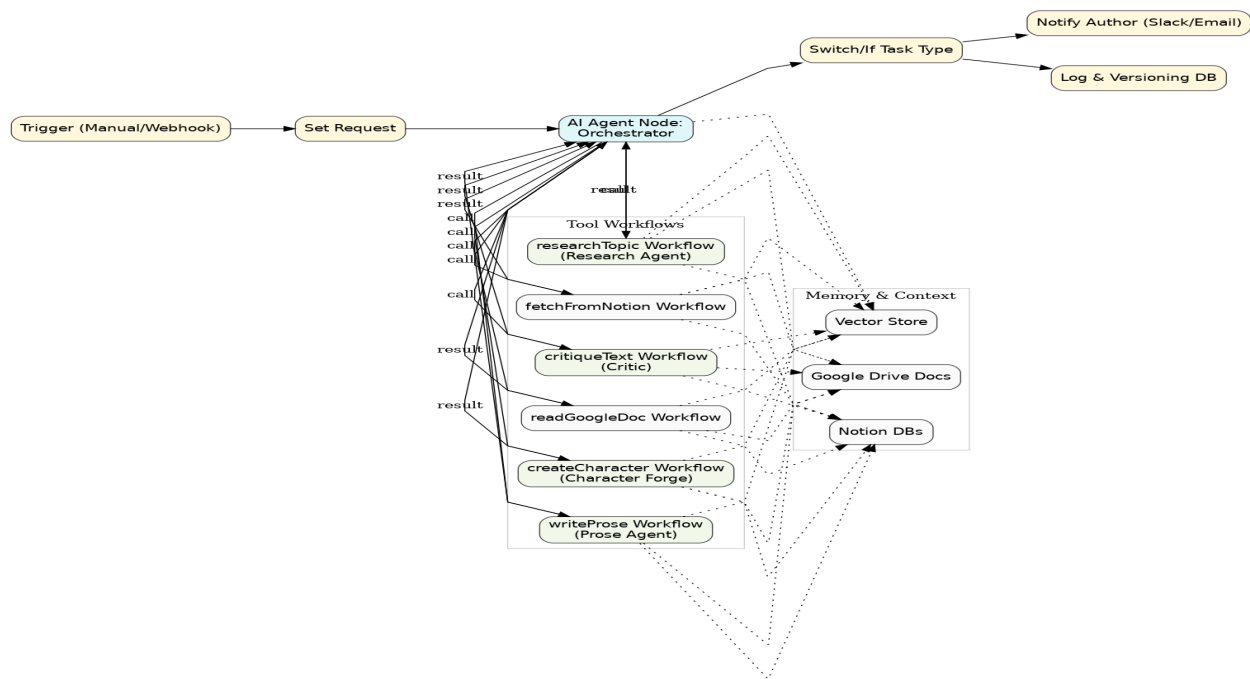 Notify Author (Slack/Email)
Switch/If Task Type
Log & Versioning DB
Trigger (Manual/Webhook)
Set Request
AI Agent Node:
Orchestrator
result
result
result
call
call
call
call
call
result
result
result
call
Tool Workflows
researchTopic Workflow
(Research Agent)
fetchFromNotion Workflow
critiqueText Workflow
(Critic)
readGoogleDoc Workflow
createCharacter Workflow
(Character Forge)
writeProse Workflow
(Prose Agent)
Memory & Context
Vector Store
Google Drive Docs
Notion DBs